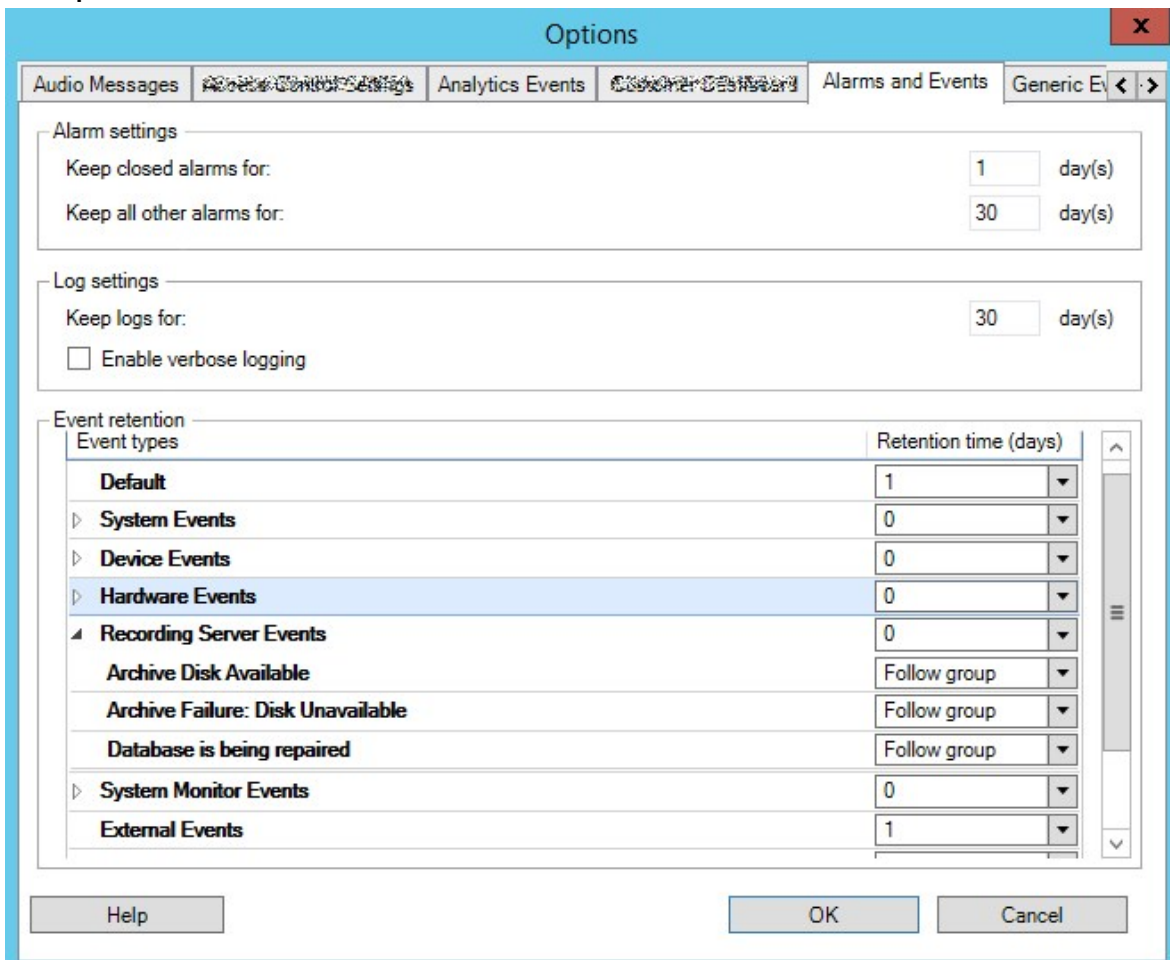 Options
x
Audio Messages Analytics Events Alarms and Events Generic Ev
Alarm settings
Keep closed alarms for: 1 day(s)
Keep all other alarms for: 30 day(s)
Log settings
Keep logs for: 30 day(s)
Enable verbose logging
Event retention
Event types Retention time (days)
Default 1
System Events 0
Device Events 0
Hardware Events 0
Recording Server Events 0
Archive Disk Available Follow group
Archive Failure: Disk Unavailable Follow group
Database is being repaired Follow group
System Monitor Events 0
External Events 1
Help OK Cancel